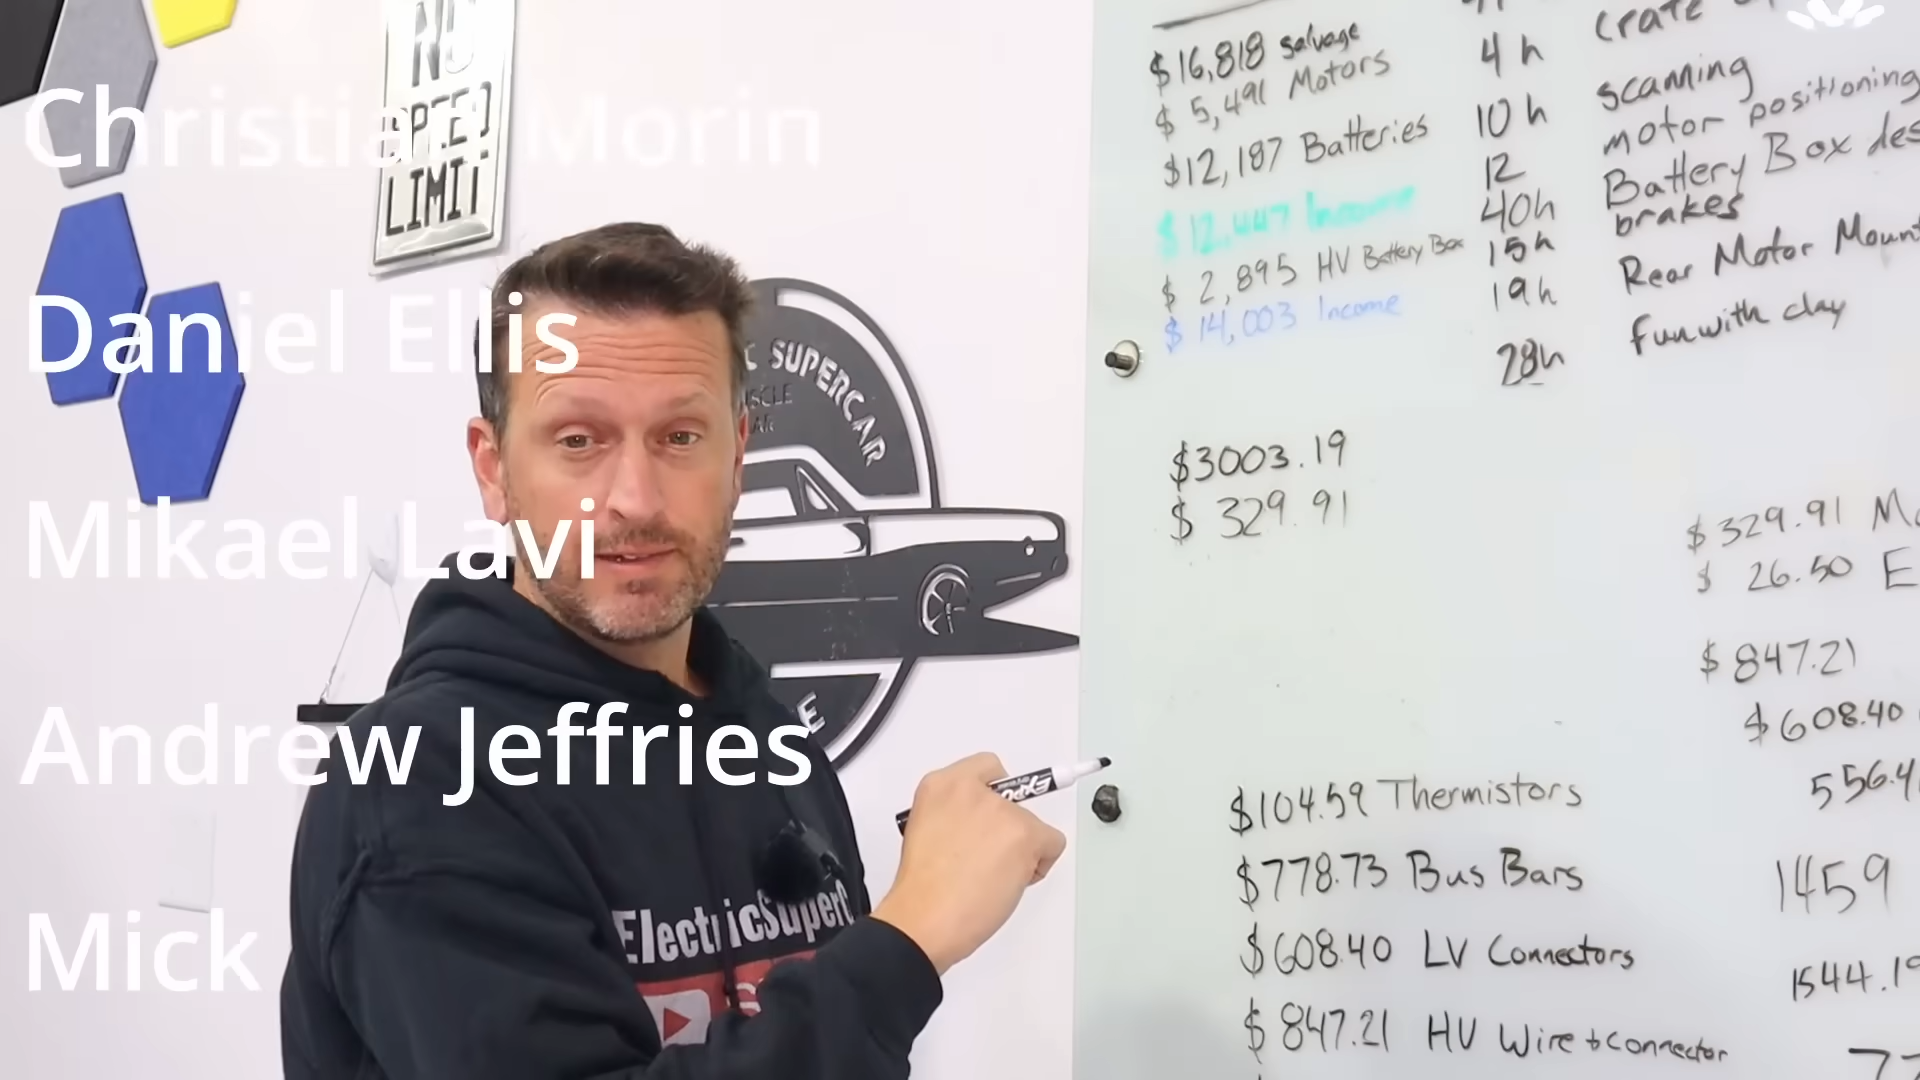 Christian Morin
Daniel Ellis
Mikael Lavi
Andrew Jeffries
Mick
NO
SPEED
LIMIT
SUPERCAR
ElectricSuperC
EXPO
$16,818 Salvage
$ 5,491 Motors
$12,187 Batteries
$12,447 Income
$ 2,895 HV Battery Box
$ 14,003 Income
4h
10h
12
40h
15h
19h
28h
crate
scanning
motor positioning
Battery Box des
brakes
Rear Motor Mount
fun with clay
$3003.19
$ 329.91
$329.91
$ 26.50 E
$ 847.21
$608.40
556.4
1459
1544.19
$104.59 Thermistors
$778.73 Bus Bars
$608.40 LV Connectors
$847.21 HV Wire + connector